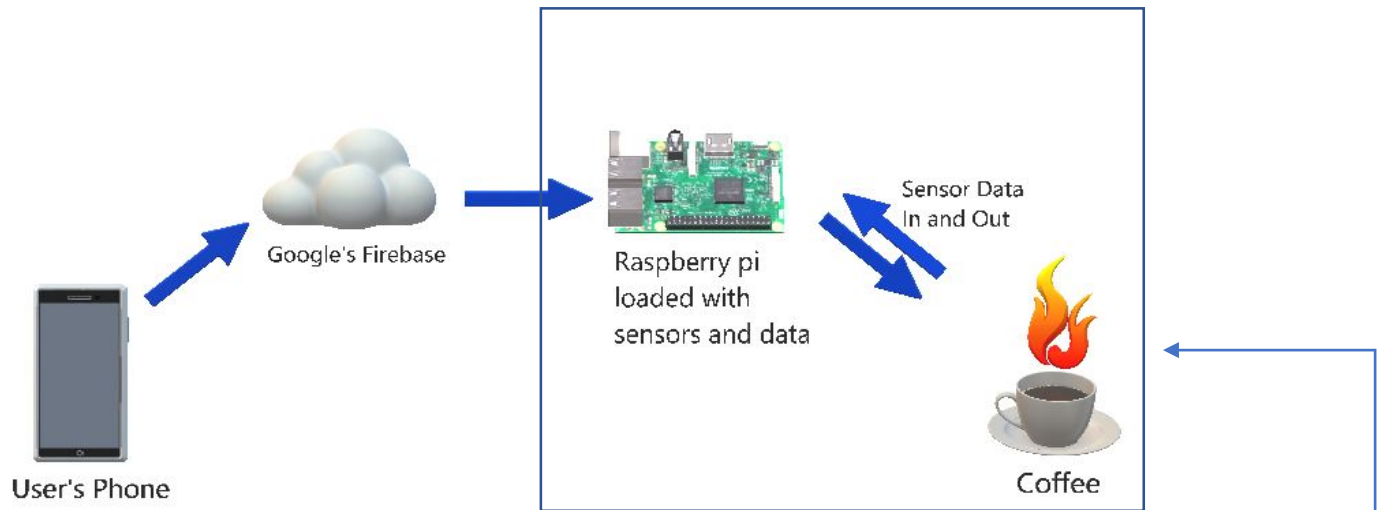 Sensor Data
In and Out
Google's Firebase
Raspberry pi
loaded with
sensors and data
User's Phone
Coffee